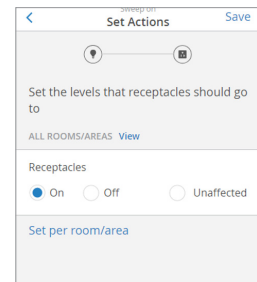 Sweep on
Set Actions
Save
Set the levels that receptacles should go
to
ALL ROOMS/AREAS View
Receptacles
On Off Unaffected
Set per room/area